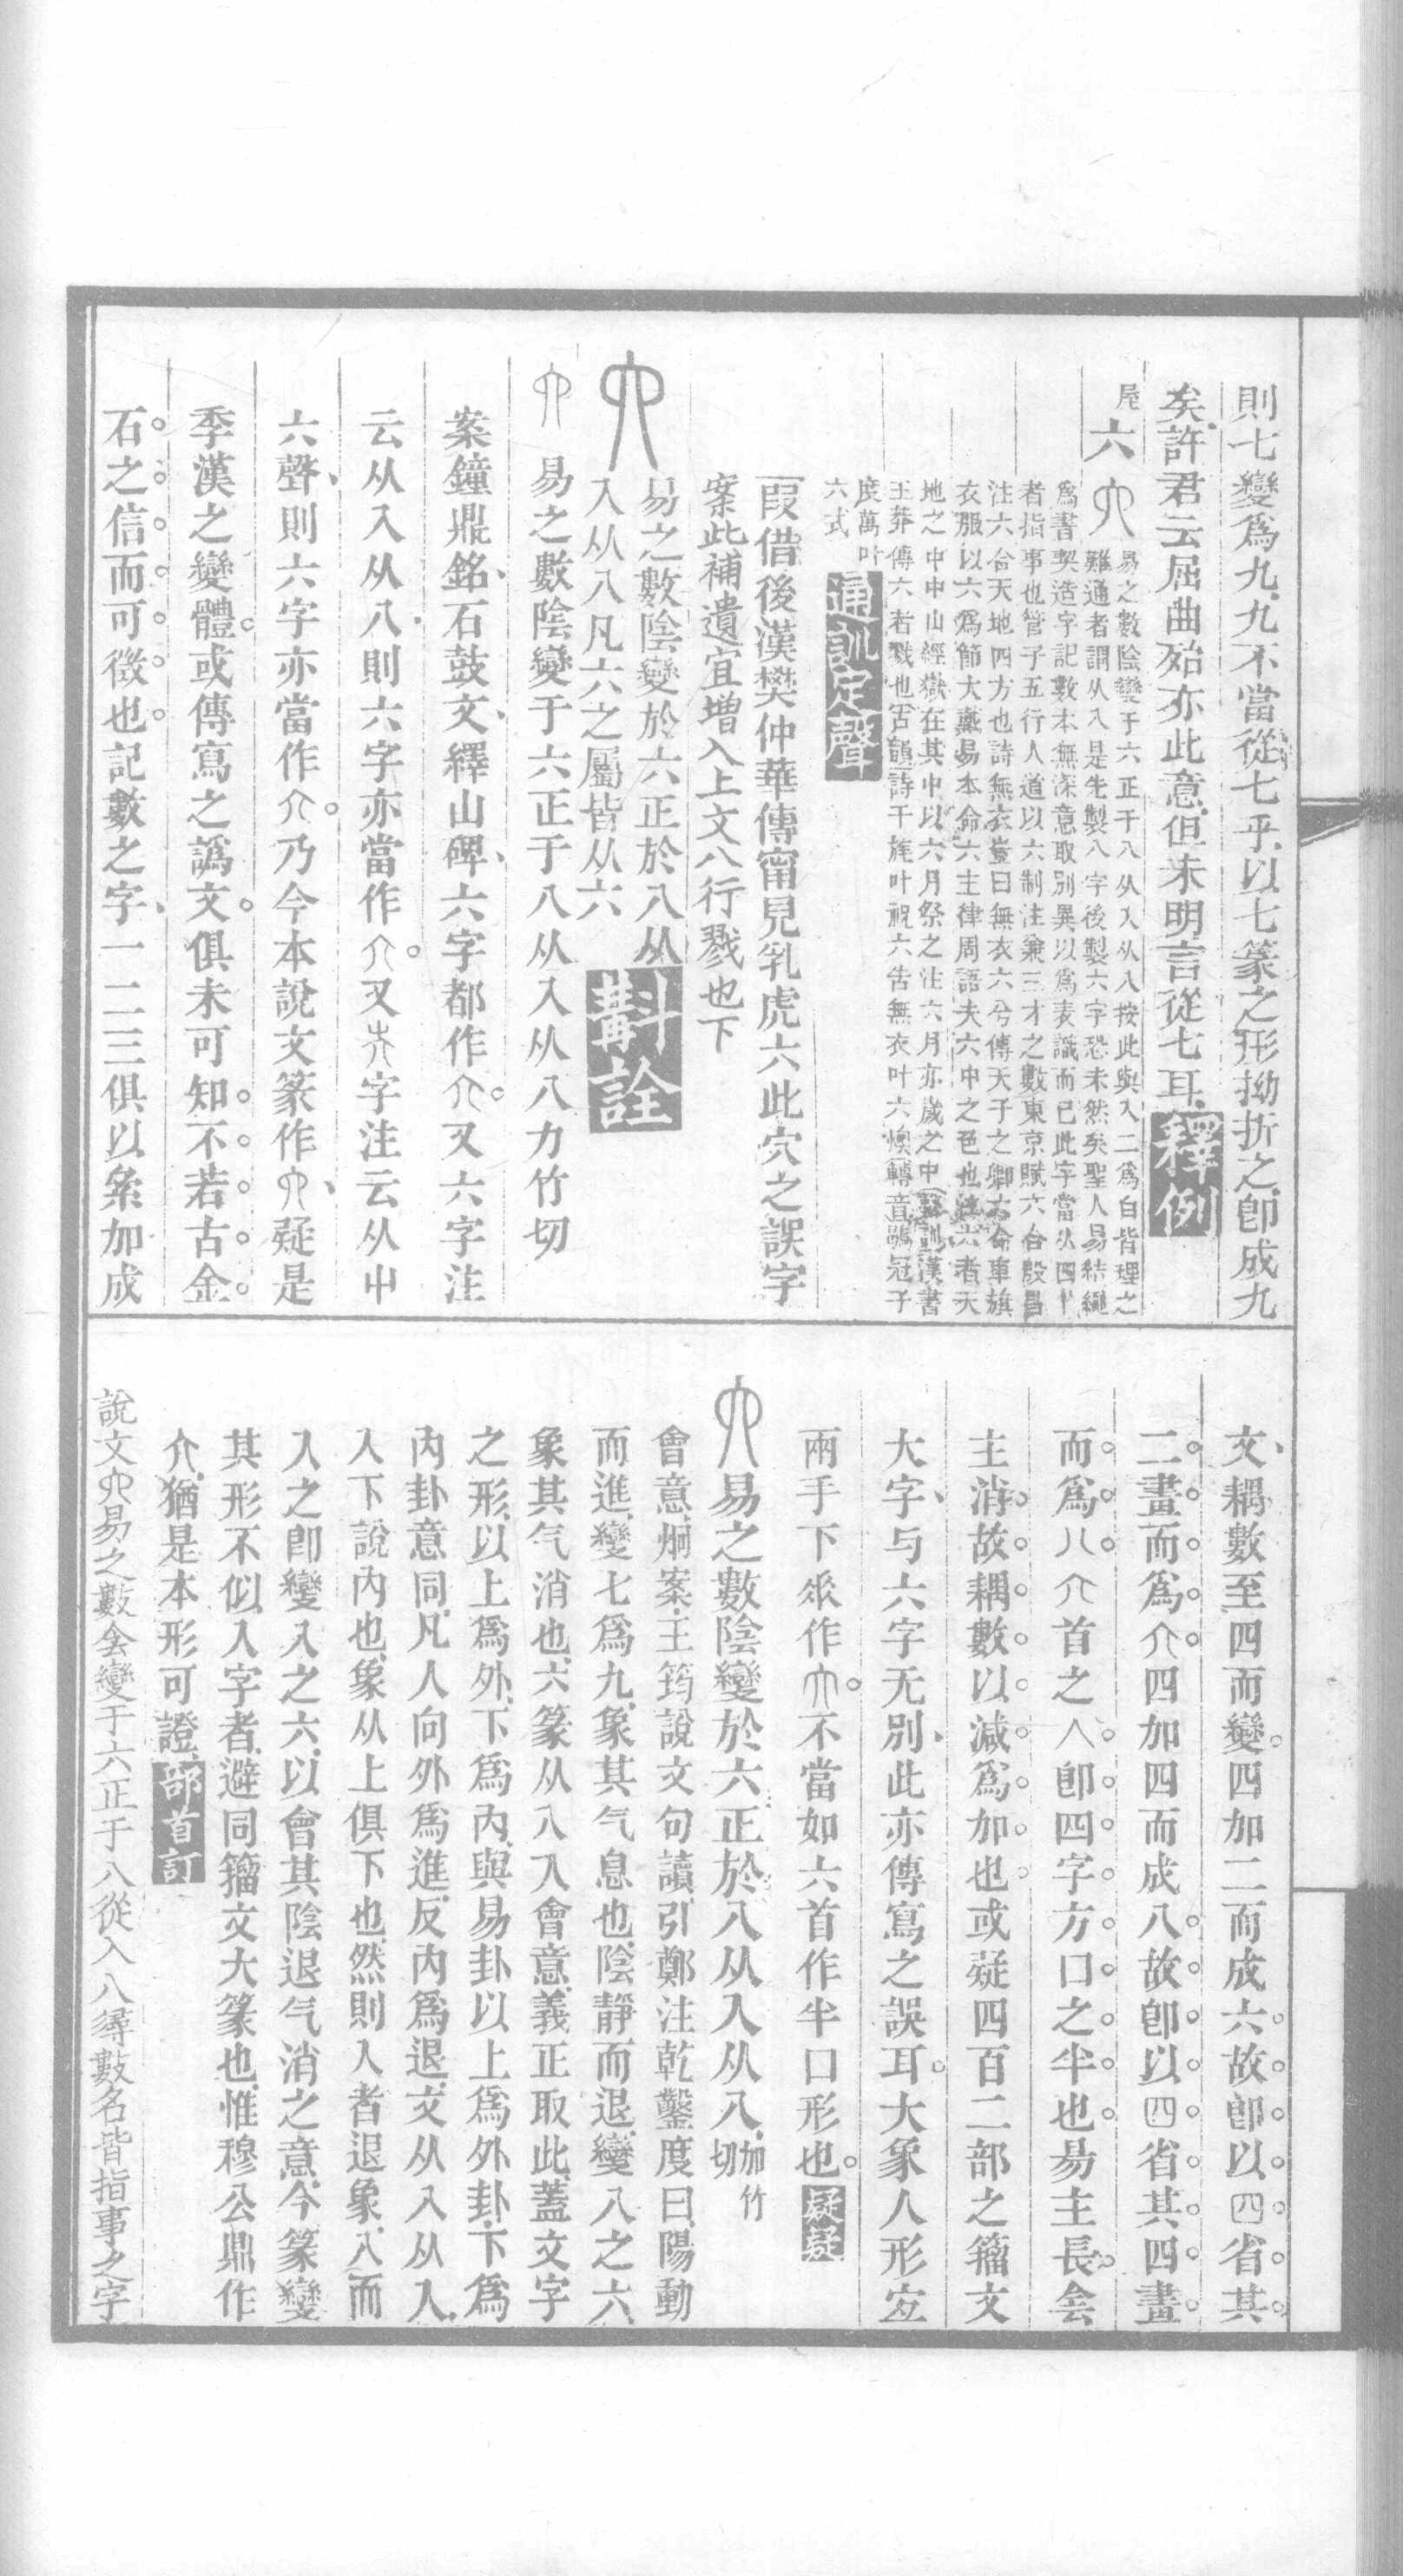 則七變爲九九不當從七乎以七篆之形拗折之卽成九
矣許君云屈曲殆亦此意但未明言從七耳釋例
屋六 易之數陰變于六正于八从入从八按此與入二爲白皆理之
難通者謂从入是先製八字後製六字恐未然矣聖人易結繩
爲書契造字記數本無深意取別異以爲表識而已此字當从四
者指事也管子五行人道以六制注兼三才之數東京賦六合殷昌
注六合天地四方也詩無衣豈曰無衣六兮傳天子之卿六命車旗
衣服以六爲節大戴易本命六主律周語夫六中之色也 者天
地之中中山經嶽在其中以六月祭之注六月亦歲之中 漢書
王莽傳六者戮也古韻詩干旄叶祝六告無衣叶六燠轉音鶡冠子
度萬叶
六式
通訓定聲
叚借後漢樊仲華傳甯見乳虎六此穴之誤字
案此補遺宜增入上文八行戮也下
易之數陰變於六正於八从
入从八凡六之屬皆从六 斠詮
易之數陰變于六正于八从入从八力竹切
案鐘鼎銘石鼓文繹山碑六字都作介又六字注
云从入从八則六字亦當作介又 字注云从屮
六聲則六字亦當作介乃今本說文篆作 疑是
季漢之變體或傳寫之譌文俱未可知不若古金
石之信而可徵也記數之字一二三俱以絫加成
文耦數至四而變四加二而成六故卽以四省其
二畫而爲介四加四而成八故卽以四省其四畫
而爲八介首之人卽四字方口之半也易主長侌
主消故耦數以減爲加也或疑四百二部之籀文
大字与六字无別此亦傳寫之誤耳大象人形宐
兩手下 作 不當如六首作半口形也疑疑
易之數陰變於六正於八从入从八 加竹切
會意炯案王筠說文句讀引鄭注乾鑿度曰陽動
而進變七爲九象其气息也陰靜而退變八之六
象其气消也六篆从入八會意義正取此蓋文字
之形以上爲外下爲內與易卦以上爲外卦下爲
內卦意同凡人向外爲進反內爲退文从入从人
入下說內也象从上俱下也然則入者退象入而
入之卽變入之六以會其陰退气消之意今篆變
其形不似入字者避同籀文大篆也惟穆公鼎作
介猶是本形可證部首訂
說文 易之數侌變于六正于八從入八尋數名皆指事之字